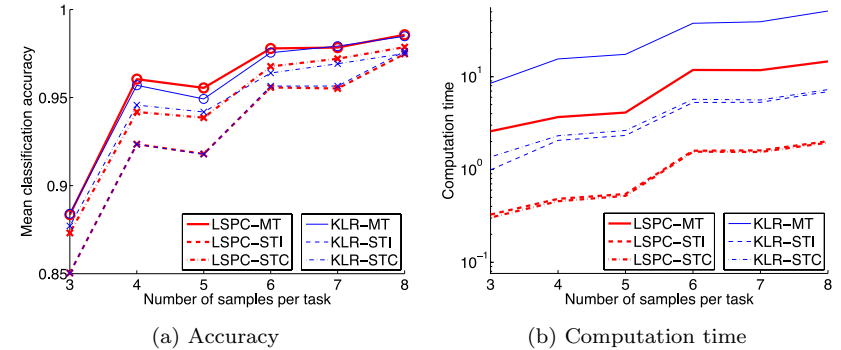 1
0.95
0.9
0.85
Mean classification accuracy
LSPC-MT
LSPC-STI
LSPC-STC
KLR-MT
KLR-STI
KLR-STC
3 4 5 6 7 8
Number of samples per task
(a) Accuracy
10^1
10^0
10^-1
Computation time
LSPC-MT
LSPC-STI
LSPC-STC
KLR-MT
KLR-STI
KLR-STC
3 4 5 6 7 8
Number of samples per task
(b) Computation time